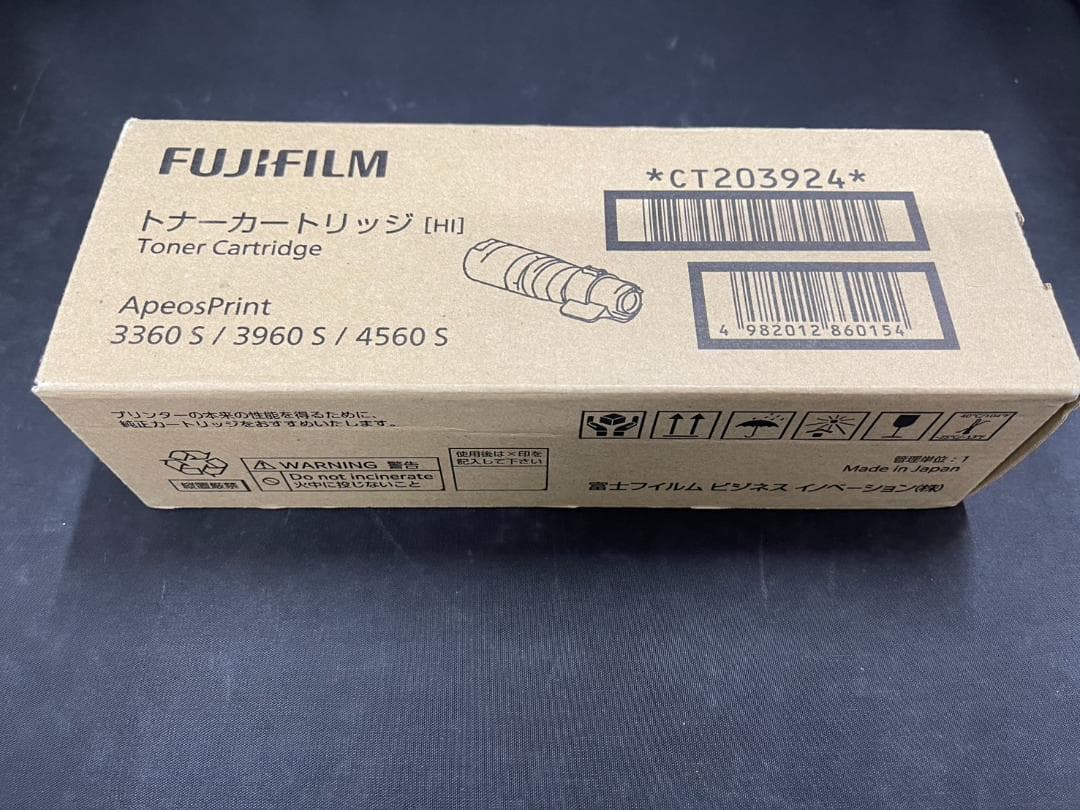 FUJIFILM
*CT203924*
トナーカートリッジ [HI]
Toner Cartridge
ApeosPrint
3360 S / 3960 S / 4560 S
4 982012 860154
プリンターの本来の性能を得るために、
純正カートリッジをおすすめいたします。
縦置厳禁
WARNING 警告
Do not incinerate
火中に投じないこと
使用後は×印を
記入して下さい
管理単位：1
Made in Japan
富士フイルム ビジネス イノベーション(株)